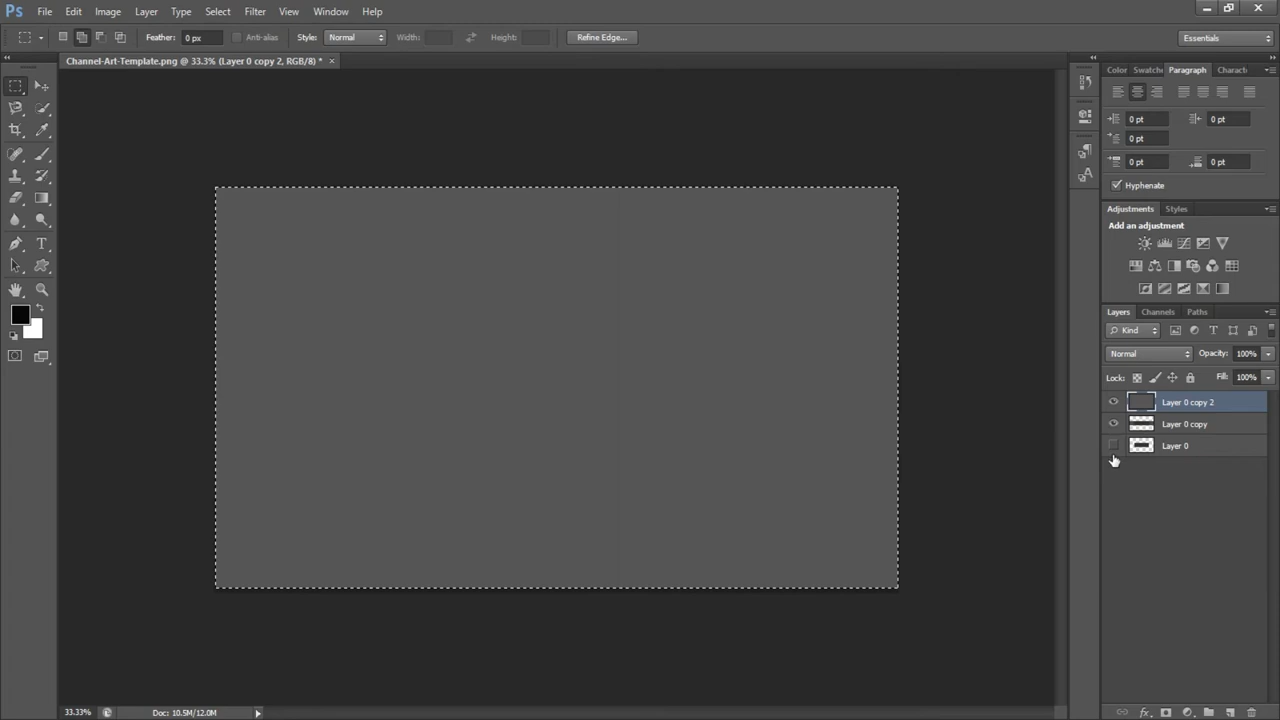 Ps File Edit Image Layer Type Select Filter View Window Help
Feather: 0 px Anti-alias Style: Normal Width: Height: Refine Edge... Essentials
Channel-Art-Template.png @ 33.3% (Layer 0 copy 2, RGB/8) * ×
Color Swatche Paragraph Charact
0 pt 0 pt
0 pt
0 pt 0 pt
Hyphenate
Adjustments Styles
Add an adjustment
Layers Channels Paths
Kind T
Normal Opacity: 100%
Lock: Fill: 100%
Layer 0 copy 2
Layer 0 copy
Layer 0
33.33% Doc: 10.5M/12.0M